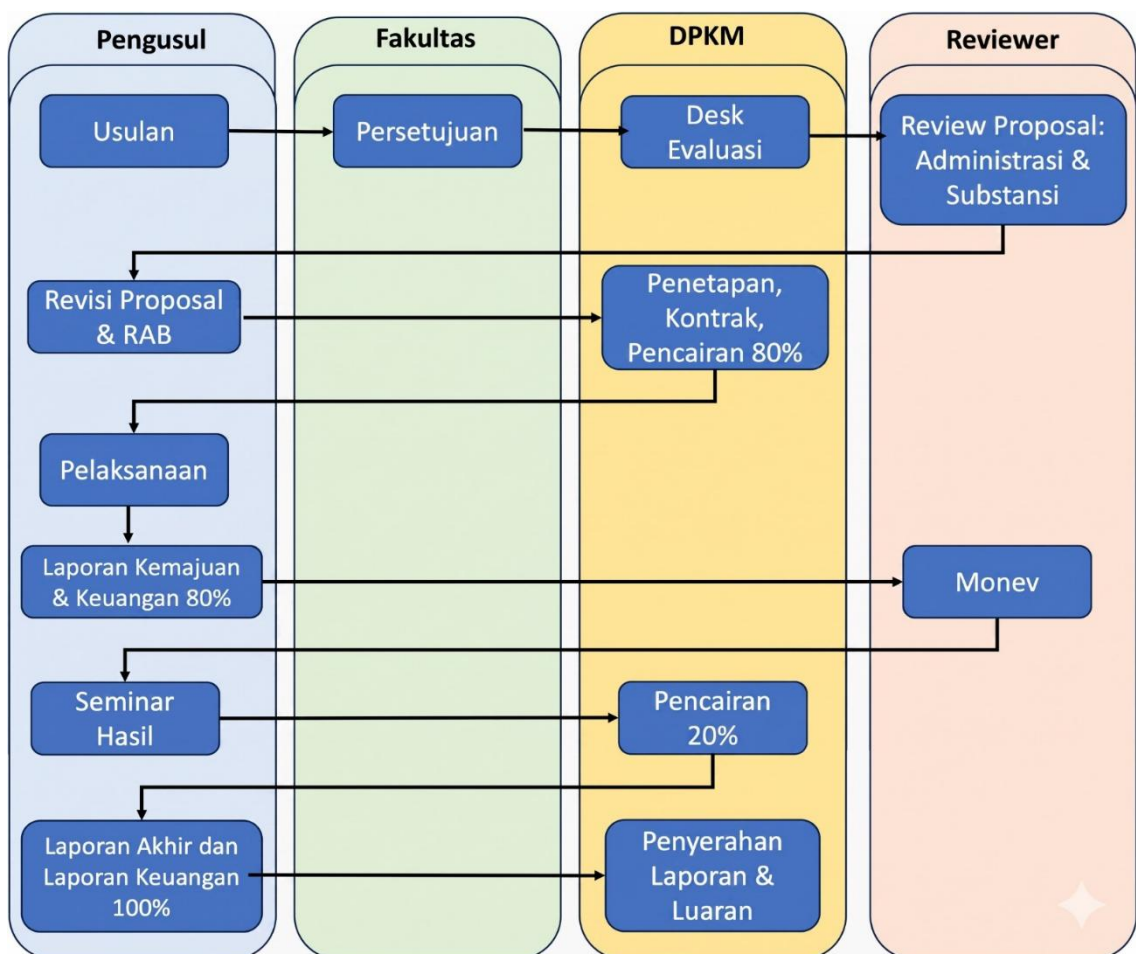 Pengusul
Fakultas
DPKM
Reviewer
Usulan
Persetujuan
Desk
Evaluasi
Review Proposal:
Administrasi &
Substansi
Revisi Proposal
& RAB
Penetapan,
Kontrak,
Pencairan 80%
Pelaksanaan
Laporan Kemajuan
& Keuangan 80%
Monev
Seminar
Hasil
Pencairan
20%
Laporan Akhir dan
Laporan Keuangan
100%
Penyerahan
Laporan &
Luaran